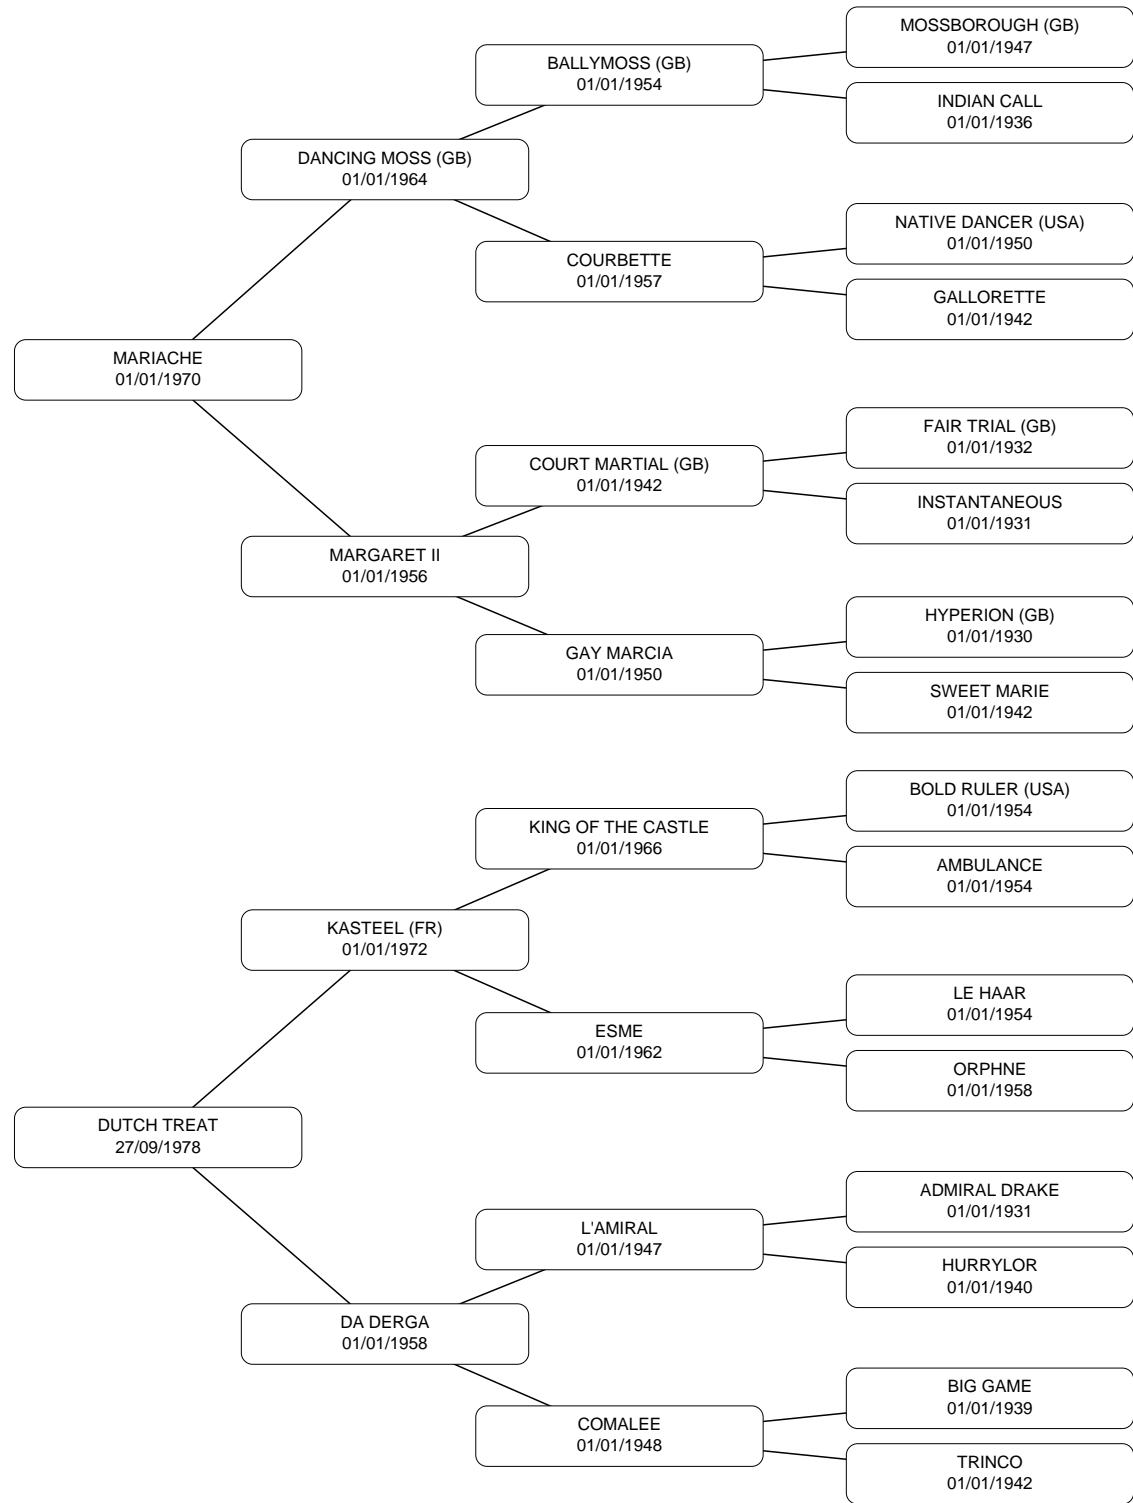 MOSSBOROUGH (GB)
01/01/1947
BALLYMOSS (GB)
01/01/1954
INDIAN CALL
01/01/1936
DANCING MOSS (GB)
01/01/1964
NATIVE DANCER (USA)
01/01/1950
COURBETTE
01/01/1957
GALLORETTE
01/01/1942
MARIACHE
01/01/1970
FAIR TRIAL (GB)
01/01/1932
COURT MARTIAL (GB)
01/01/1942
INSTANTANEOUS
01/01/1931
MARGARET II
01/01/1956
HYPERION (GB)
01/01/1930
GAY MARCIA
01/01/1950
SWEET MARIE
01/01/1942
BOLD RULER (USA)
01/01/1954
KING OF THE CASTLE
01/01/1966
AMBULANCE
01/01/1954
KASTEEL (FR)
01/01/1972
LE HAAR
01/01/1954
ESME
01/01/1962
ORPHNE
01/01/1958
DUTCH TREAT
27/09/1978
ADMIRAL DRAKE
01/01/1931
L'AMIRAL
01/01/1947
HURRYLOR
01/01/1940
DA DERGA
01/01/1958
BIG GAME
01/01/1939
COMALEE
01/01/1948
TRINCO
01/01/1942